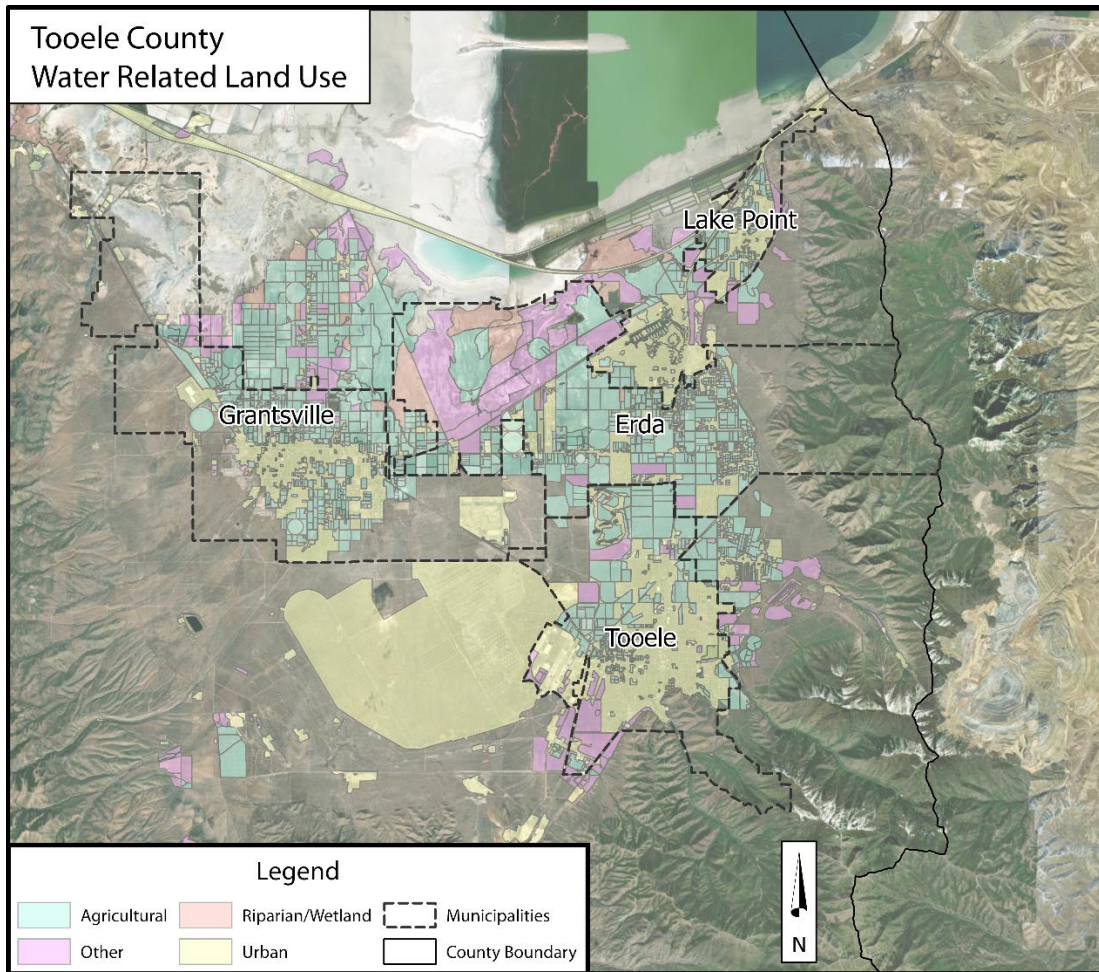 Tooele County
Water Related Land Use
Lake Point
Grantsville
Erda
Tooele
Legend
Agricultural
Riparian/Wetland
Municipalities
Other
Urban
County Boundary
N